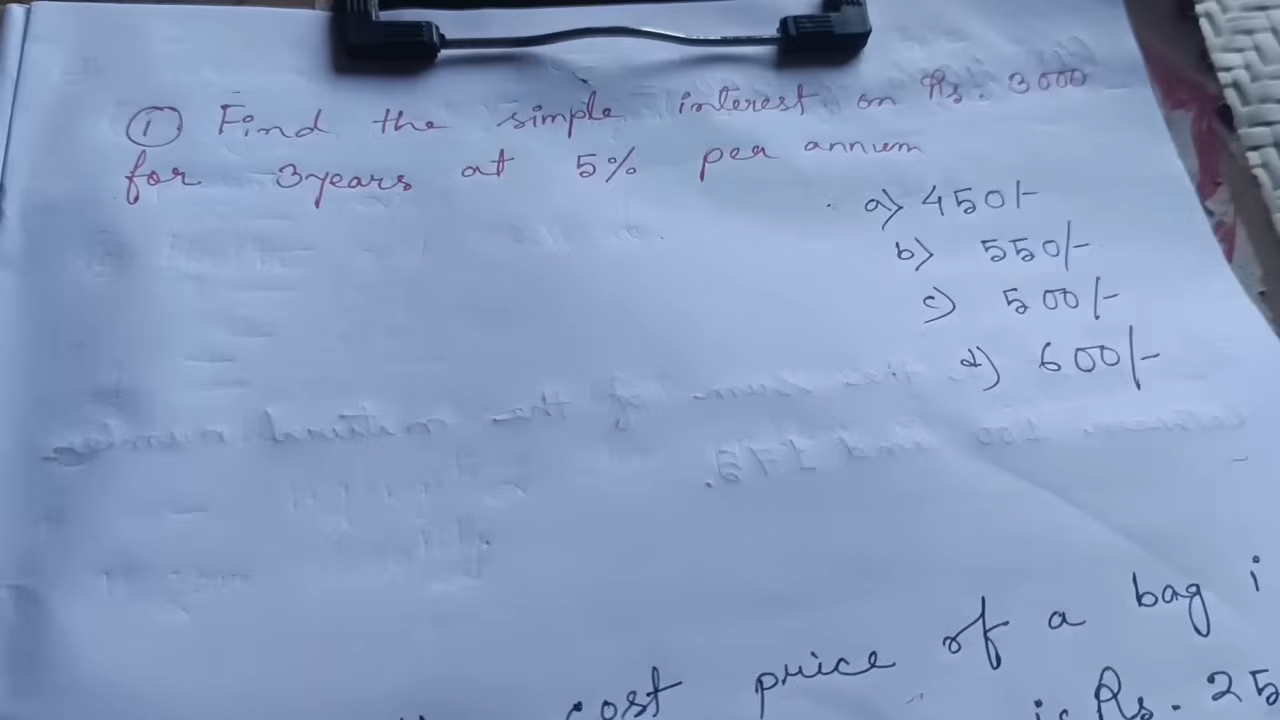 ① Find the simple interest on Rs. 3000
for 3years at 5% per annum
a) 450/-
b) 550/-
c) 500/-
d) 600/-
cost price of a bag i
is Rs. 25